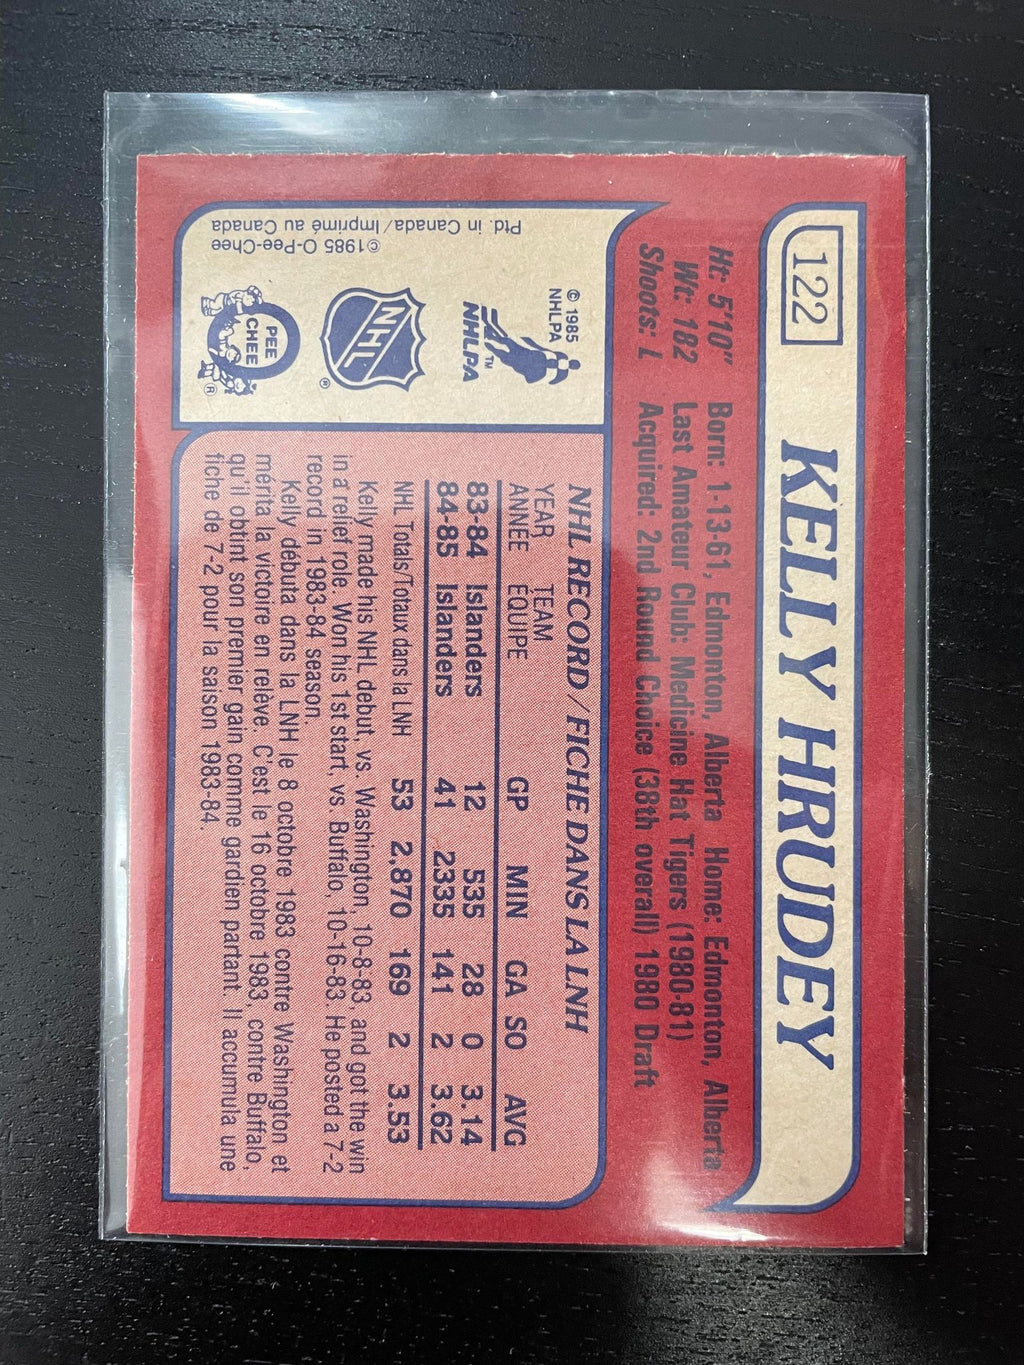 122
KELLY HRUDEY
Ht: 5'10" Born: 1-13-61, Edmonton, Alberta Home: Edmonton, Alberta
Wt: 182 Last Amateur Club: Medicine Hat Tigers (1980-81)
Shoots: L Acquired: 2nd Round Choice (38th overall) 1980 Draft
© 1985
NHLPA
NHLPA ™
NHL ®
PEE
CHEE
®
©1985 O-Pee-Chee
Ptd. in Canada/Imprimé au Canada
NHL RECORD / FICHE DANS LA LNH
YEAR TEAM
ANNÉE ÉQUIPE GP MIN GA SO AVG
83-84 Islanders 12 535 28 0 3.14
84-85 Islanders 41 2335 141 2 3.62
NHL Totals/Totaux dans la LNH 53 2,870 169 2 3.53
Kelly made his NHL debut, vs. Washington, 10-8-83, and got the win
in a relief role. Won his 1st start, vs Buffalo, 10-16-83. He posted a 7-2
record in 1983-84 season.
Kelly débuta dans la LNH le 8 octobre 1983 contre Washington et
mérita la victoire en relève. C'est le 16 octobre 1983, contre Buffalo,
qu'il obtint son premier gain comme gardien partant. Il accumula une
fiche de 7-2 pour la saison 1983-84.